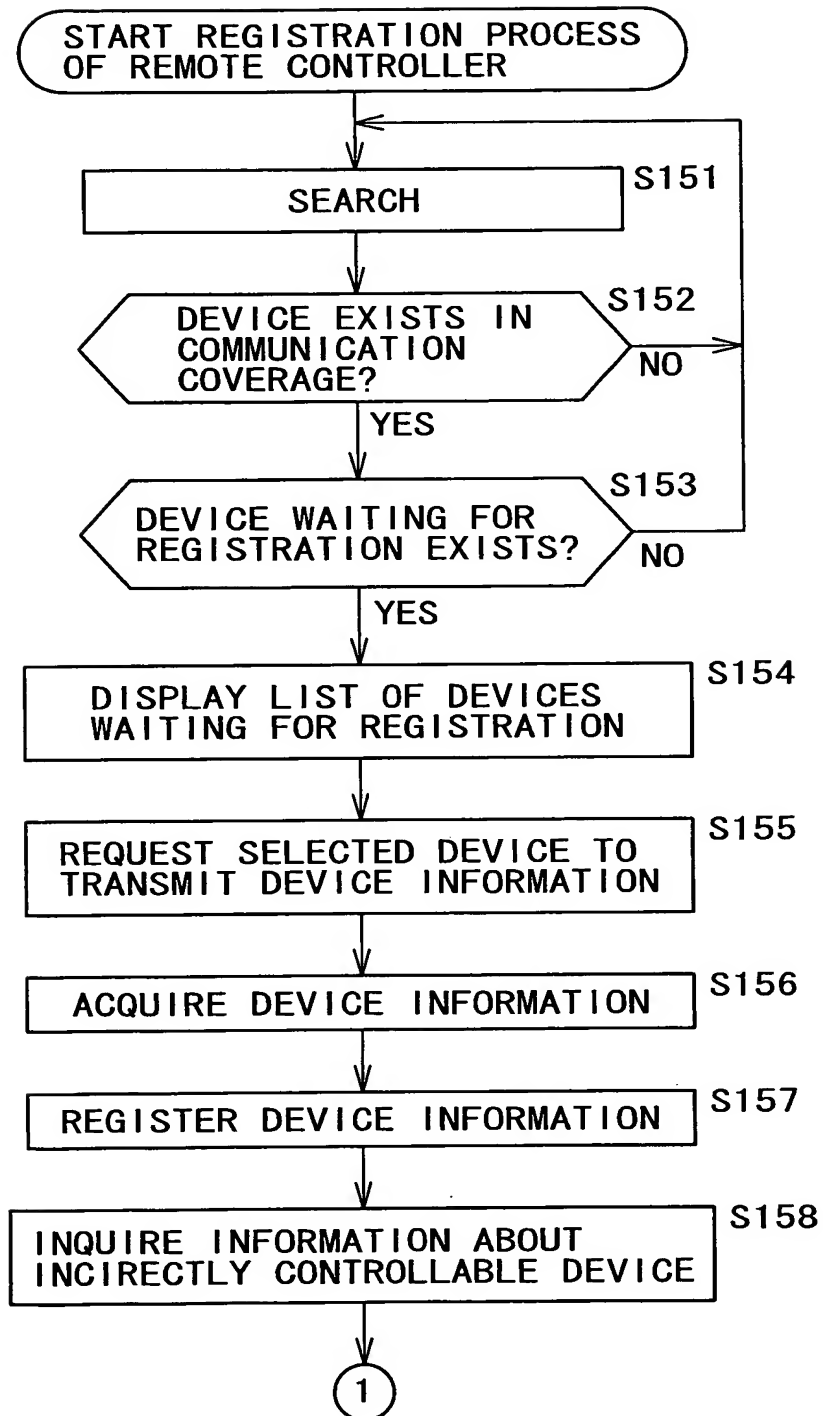 START REGISTRATION PROCESS
OF REMOTE CONTROLLER
S151
SEARCH
S152
DEVICE EXISTS IN
COMMUNICATION
COVERAGE?
NO
YES
S153
DEVICE WAITING FOR
REGISTRATION EXISTS?
NO
YES
S154
DISPLAY LIST OF DEVICES
WAITING FOR REGISTRATION
S155
REQUEST SELECTED DEVICE TO
TRANSMIT DEVICE INFORMATION
S156
ACQUIRE DEVICE INFORMATION
S157
REGISTER DEVICE INFORMATION
S158
INQUIRE INFORMATION ABOUT
INCIRECTLY CONTROLLABLE DEVICE
1